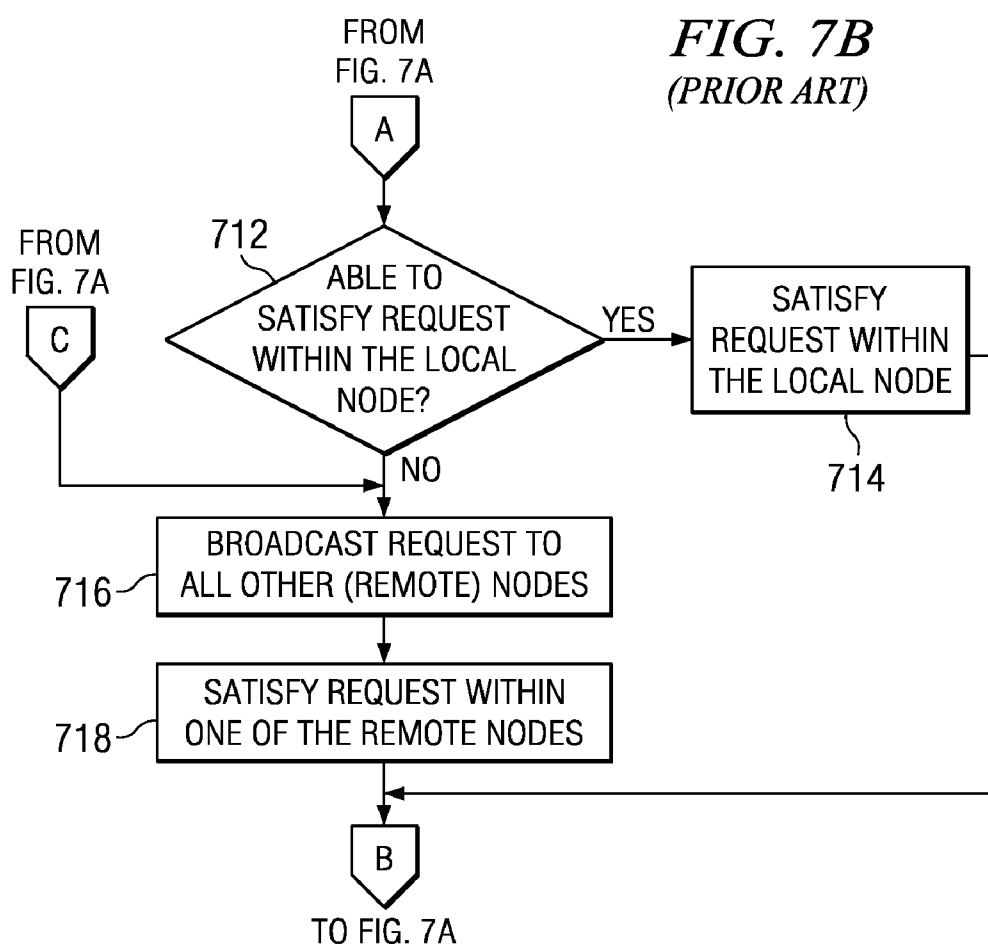 FROM
FIG. 7A
A
FIG. 7B
(PRIOR ART)
712
ABLE TO
SATISFY REQUEST
WITHIN THE LOCAL
NODE?
YES
SATISFY
REQUEST WITHIN
THE LOCAL NODE
714
FROM
FIG. 7A
C
NO
BROADCAST REQUEST TO
ALL OTHER (REMOTE) NODES
716
SATISFY REQUEST WITHIN
ONE OF THE REMOTE NODES
718
B
TO FIG. 7A